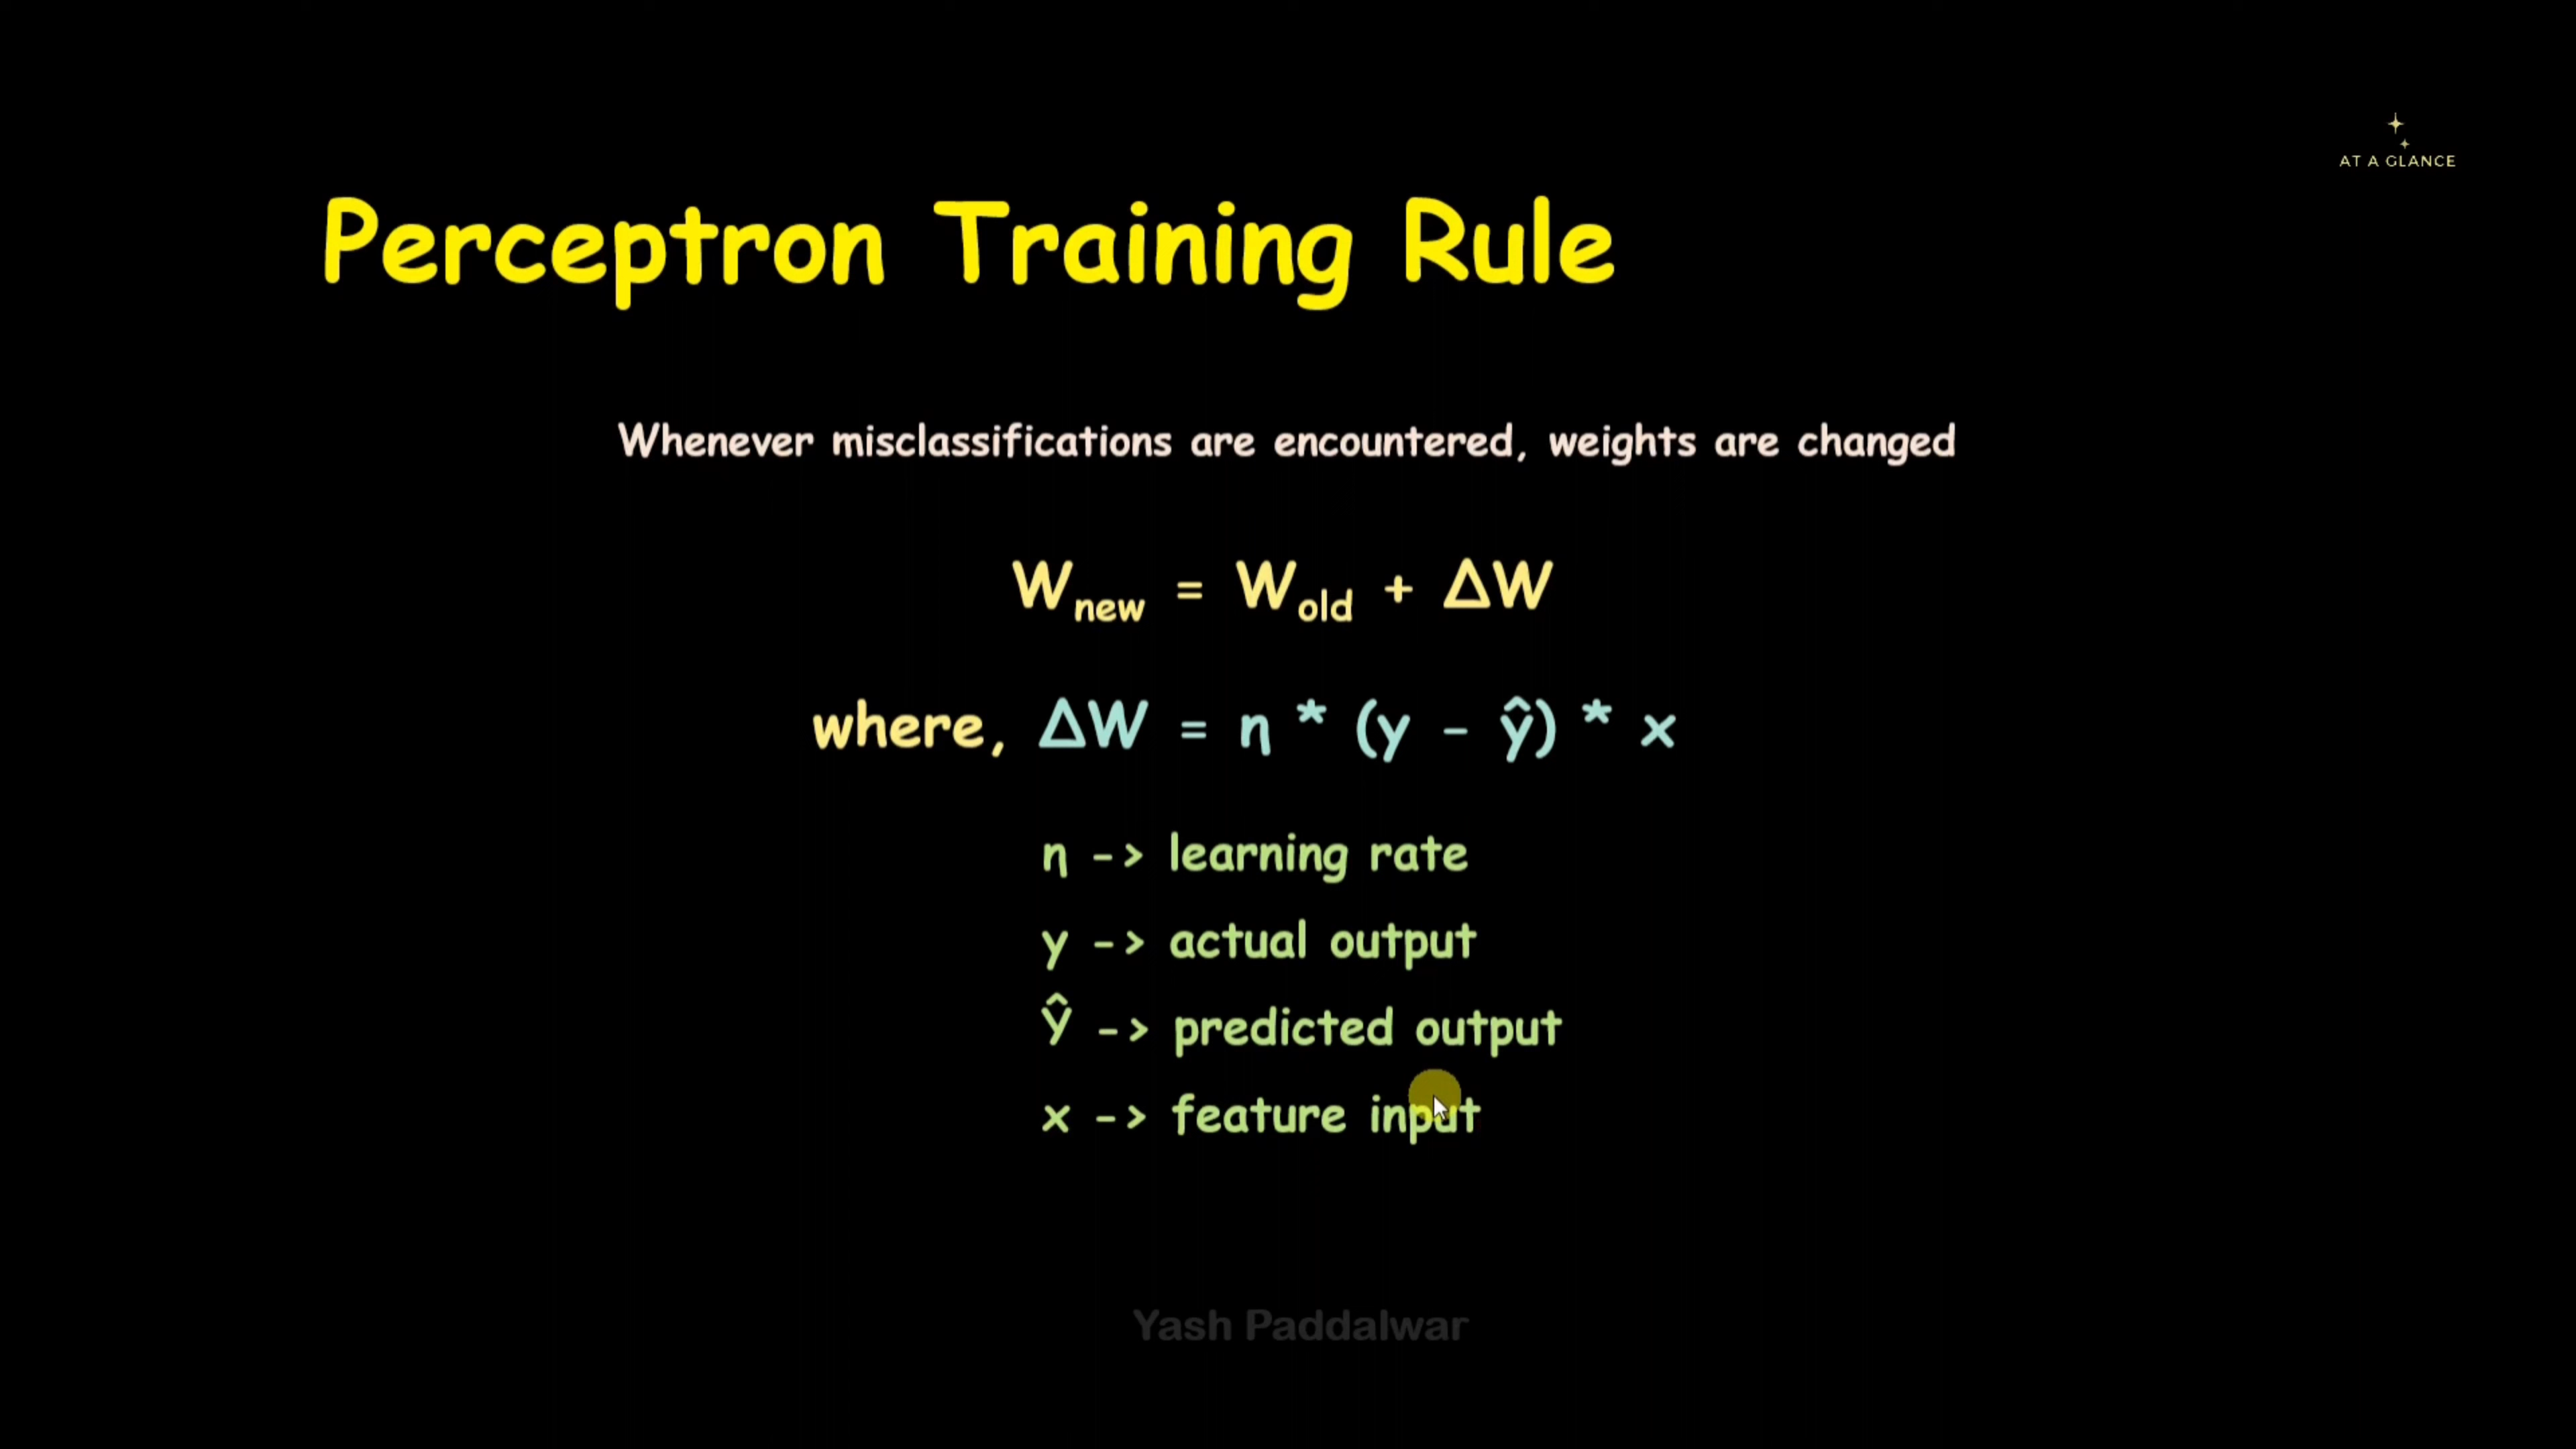 AT A GLANCE
Perceptron Training Rule
Whenever misclassifications are encountered, weights are changed
Wnew = Wold + ΔW
where, ΔW = η * (y - ŷ) * x
η -> learning rate
y -> actual output
ŷ -> predicted output
x -> feature input
Yash Paddalwar